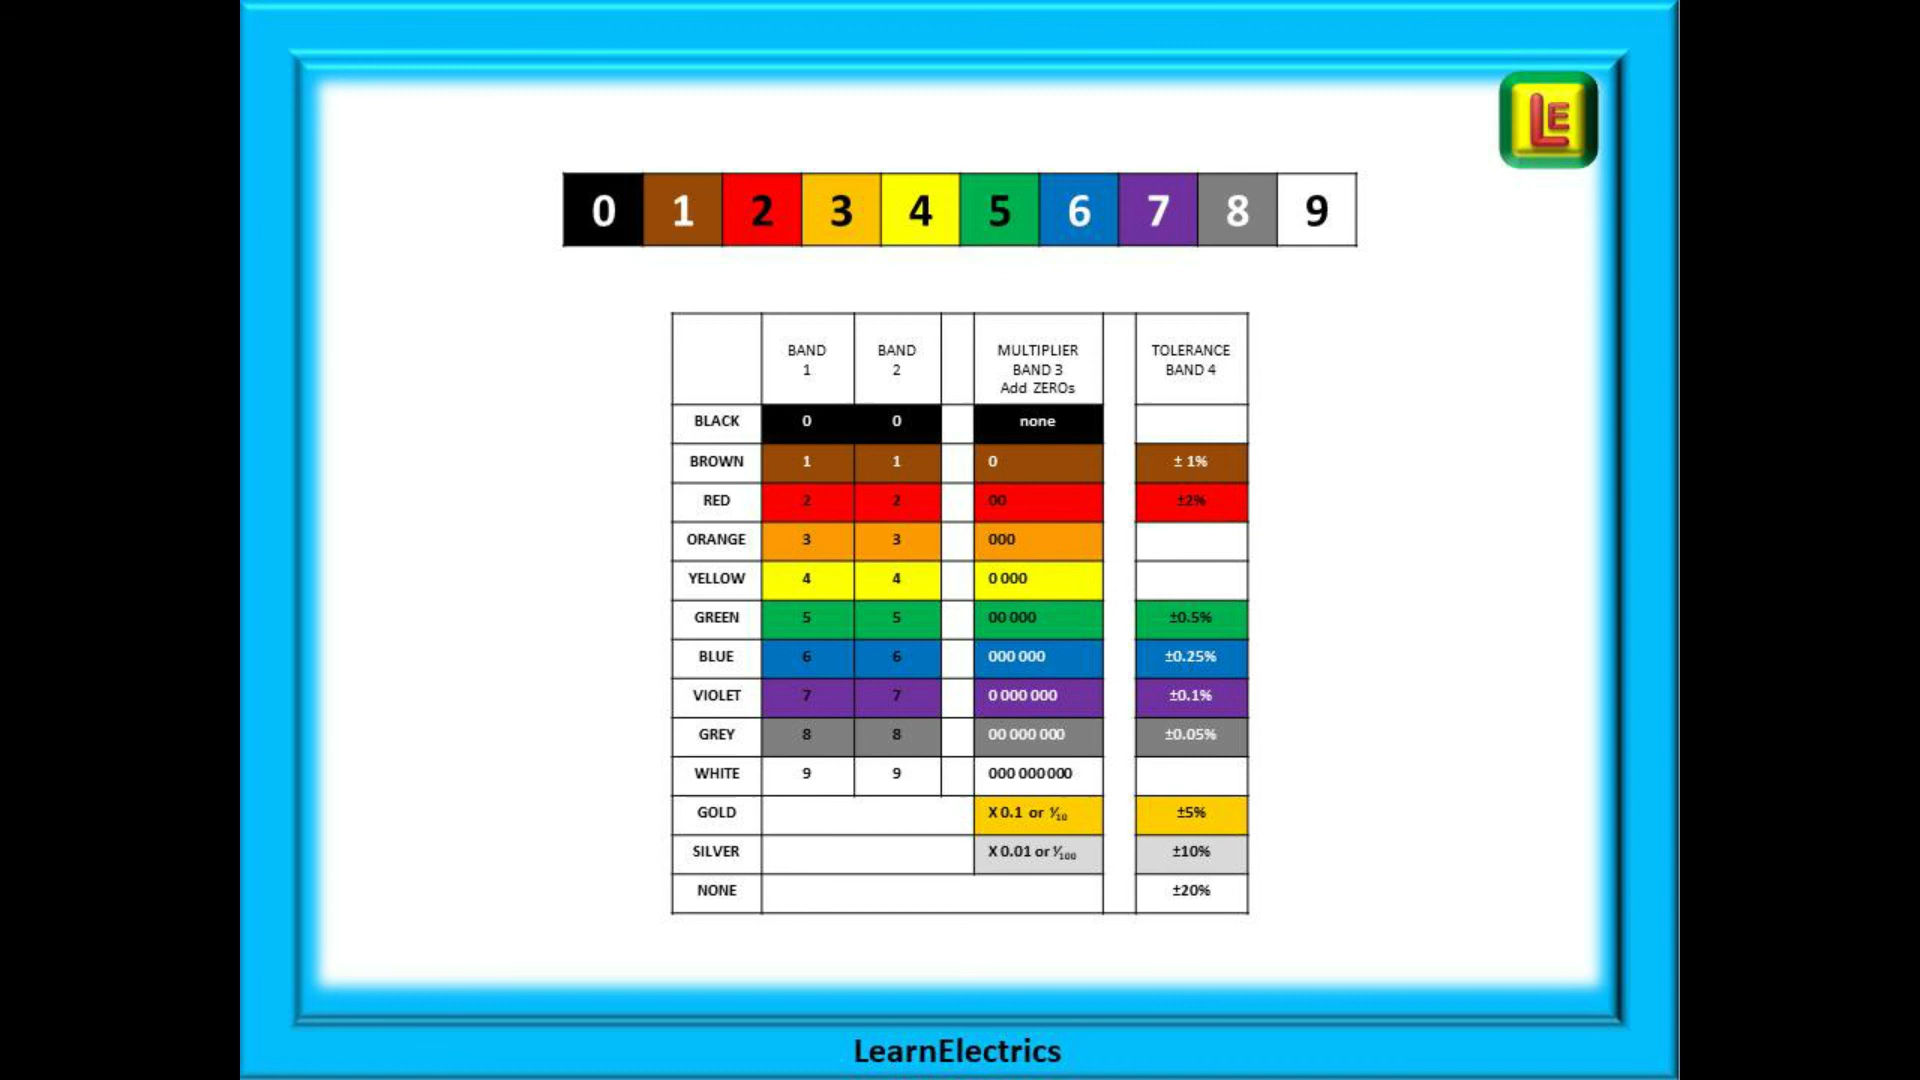 LE
0 1 2 3 4 5 6 7 8 9
BAND 1 BAND 2 MULTIPLIER BAND 3 Add ZEROs TOLERANCE BAND 4
BLACK 0 0 none
BROWN 1 1 0 ± 1%
RED 2 2 00 ±2%
ORANGE 3 3 000
YELLOW 4 4 0 000
GREEN 5 5 00 000 ±0.5%
BLUE 6 6 000 000 ±0.25%
VIOLET 7 7 0 000 000 ±0.1%
GREY 8 8 00 000 000 ±0.05%
WHITE 9 9 000 000 000
GOLD X 0.1 or 1/10 ±5%
SILVER X 0.01 or 1/100 ±10%
NONE ±20%
LearnElectrics